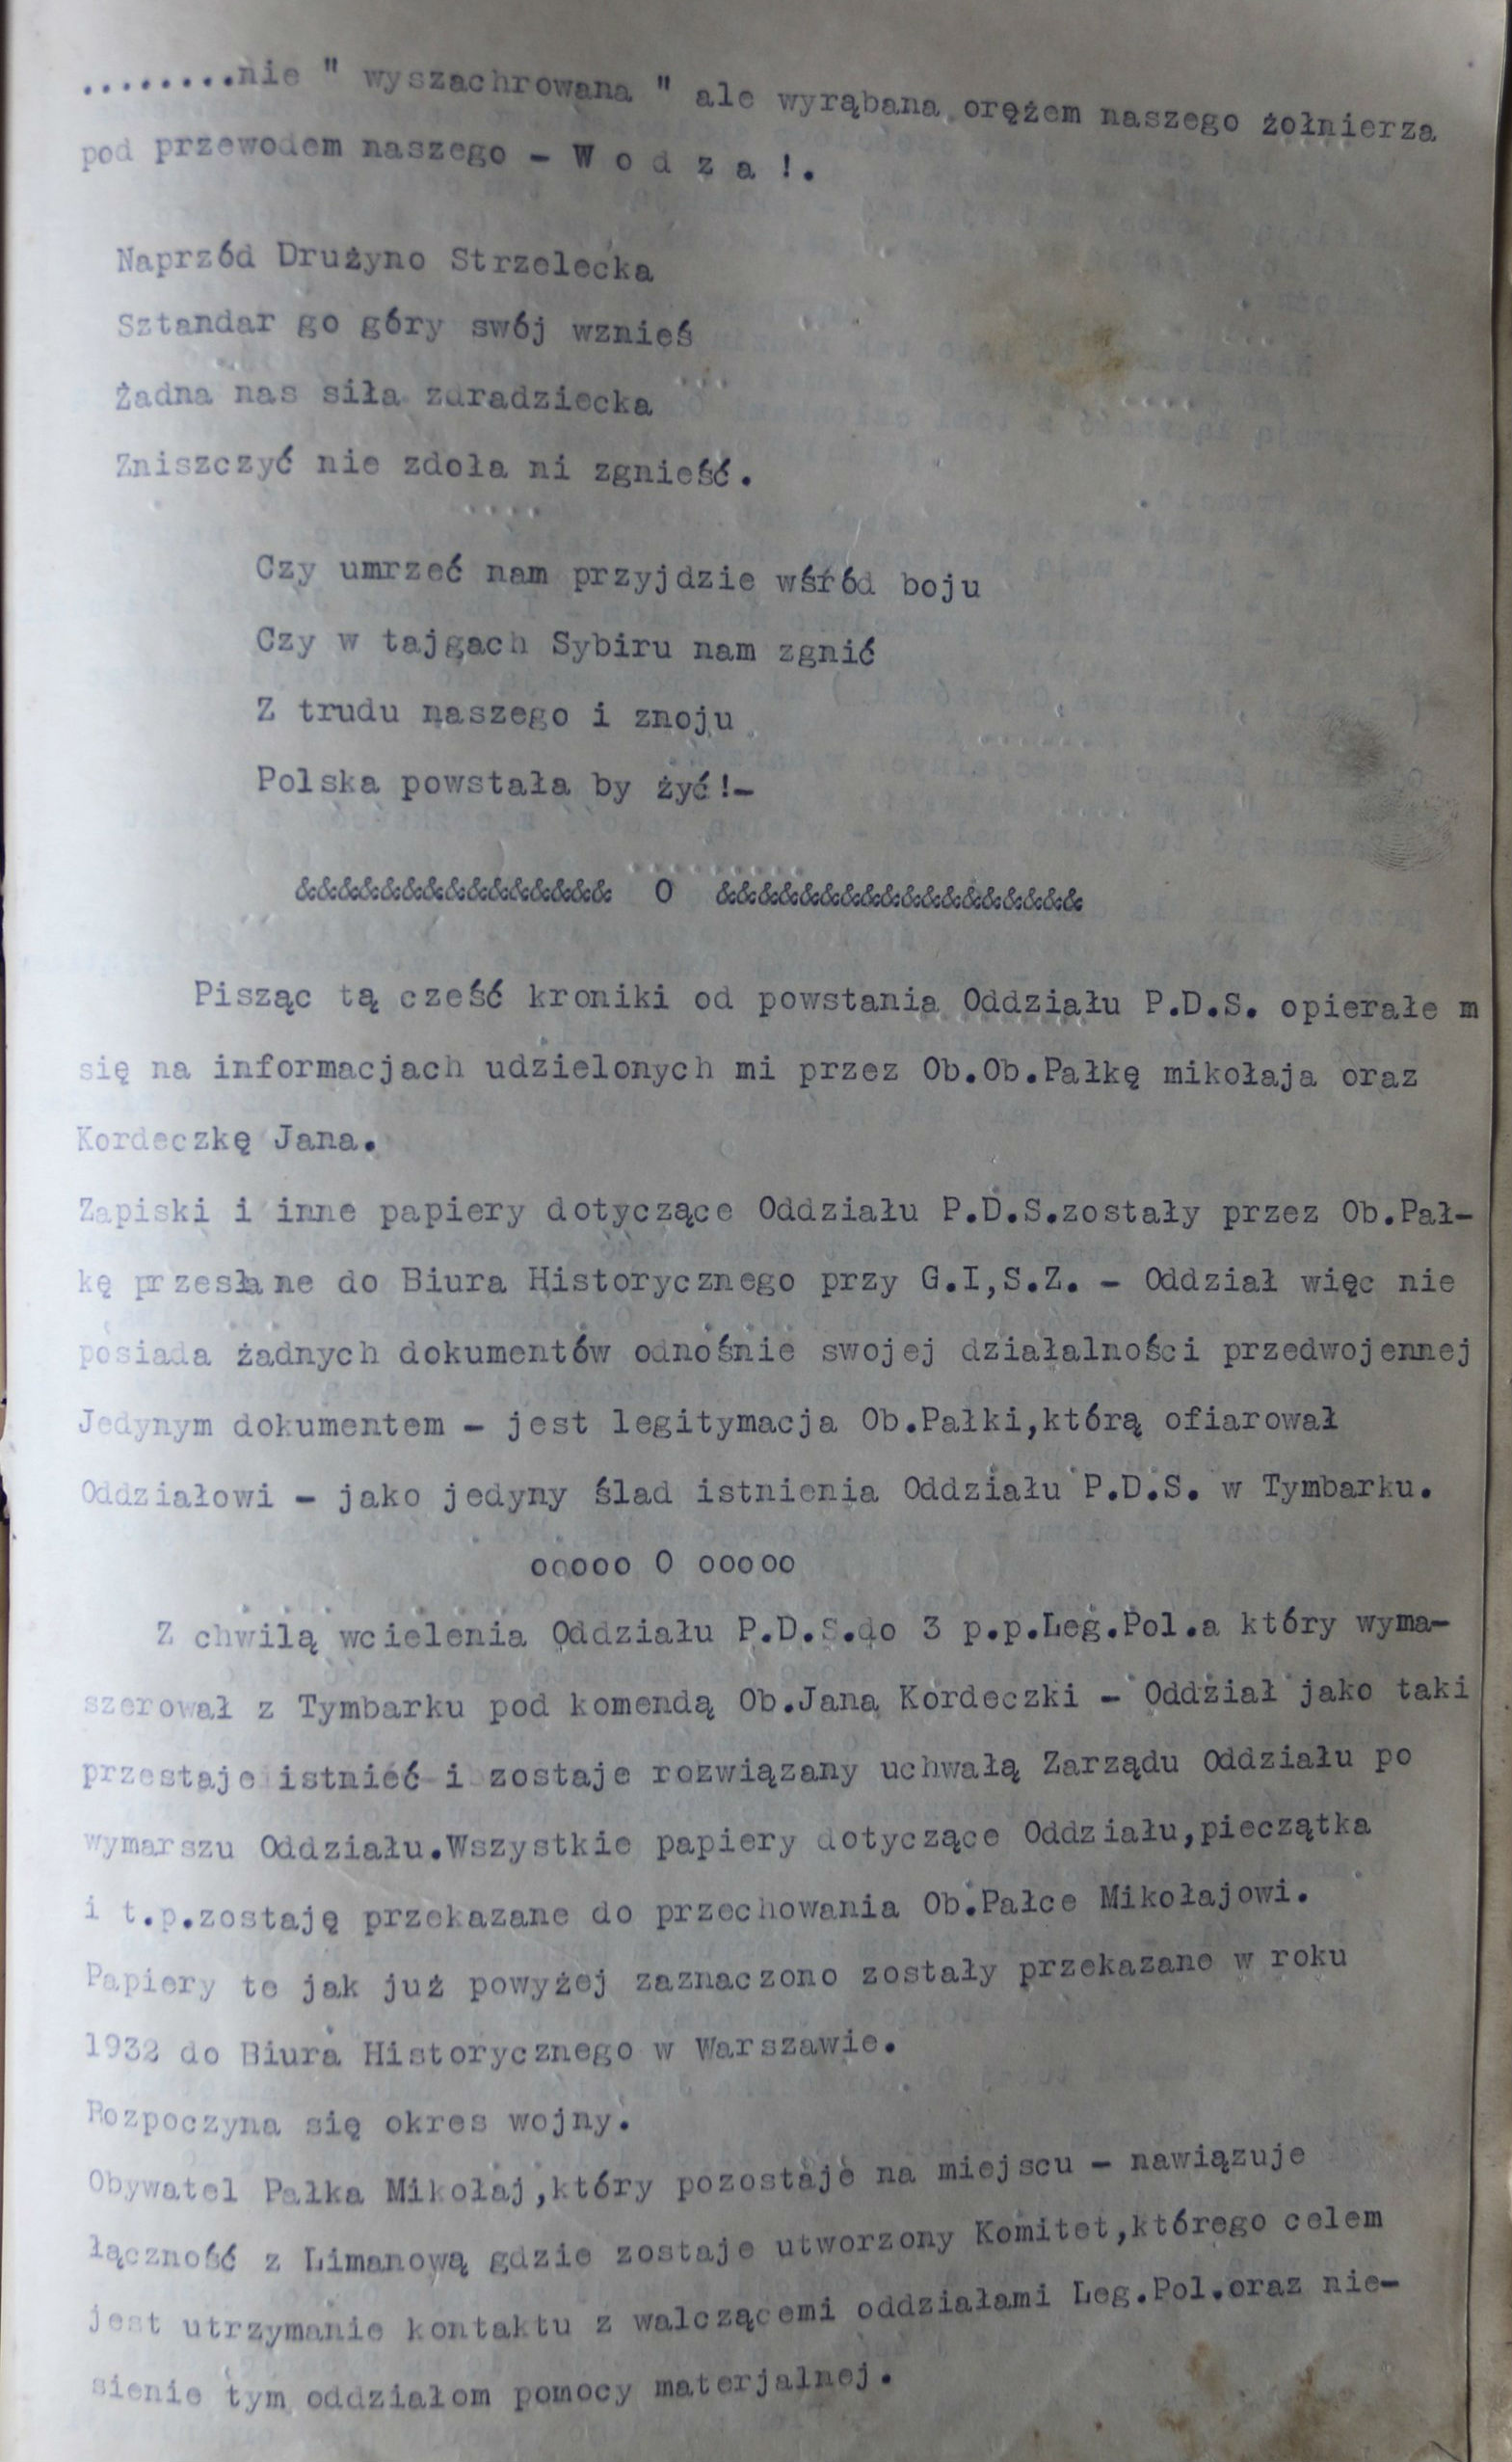 ........nie " wyszachrowana " ale wyrąbana orężem naszego żołnierza
pod przewodem naszego - W o d z a !.
Naprzód Drużyno Strzelecka
Sztandar go góry swój wznieś
Żadna nas siła zdradziecka
Zniszczyć nie zdoła ni zgnieść.
Czy umrzeć nam przyjdzie wśród boju
Czy w tajgach Sybiru nam zgnić
Z trudu naszego i znoju
Polska powstała by żyć!-
&&&&&&&&&&&&&&& O &&&&&&&&&&&&&&&&&&
Pisząc tą cześć kroniki od powstania Oddziału P.D.S. opierałe m
się na informacjach udzielonych mi przez Ob.Ob.Pałkę mikołaja oraz
Kordeczkę Jana.
Zapiski i inne papiery dotyczące Oddziału P.D.S.zostały przez Ob.Pał-
kę przesłane do Biura Historycznego przy G.I,S.Z. - Oddział więc nie
posiada żadnych dokumentów odnośnie swojej działalności przedwojennej
Jedynym dokumentem - jest legitymacja Ob.Pałki,którą ofiarował
Oddziałowi - jako jedyny ślad istnienia Oddziału P.D.S. w Tymbarku.
ooooo O ooooo
Z chwilą wcielenia Oddziału P.D.S.do 3 p.p.Leg.Pol.a który wyma-
szerował z Tymbarku pod komendą Ob.Jana Kordeczki - Oddział jako taki
przestaje istnieć i zostaje rozwiązany uchwałą Zarządu Oddziału po
wymarszu Oddziału.Wszystkie papiery dotyczące Oddziału,pieczątka
i t.p.zostaję przekazane do przechowania Ob.Pałce Mikołajowi.
Papiery te jak już powyżej zaznaczono zostały przekazane w roku
1932 do Biura Historycznego w Warszawie.
Rozpoczyna się okres wojny.
Obywatel Pałka Mikołaj,który pozostaje na miejscu - nawiązuje
łączność z Limanową gdzie zostaje utworzony Komitet,którego celem
jest utrzymanie kontaktu z walczącemi oddziałami Leg.Pol.oraz nie-
sienie tym oddziałom pomocy materjalnej.